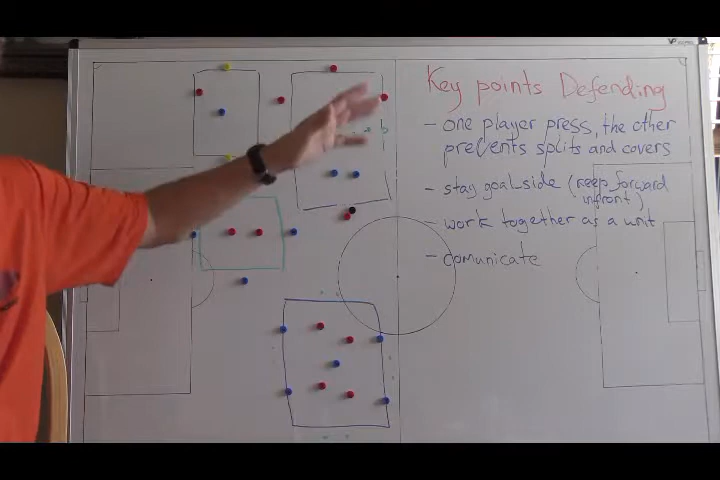 Key points Defending
- one player press, the other
prevents splits and covers
- stay goalside (keep forward
infront)
- work together as a unit
- comunicate